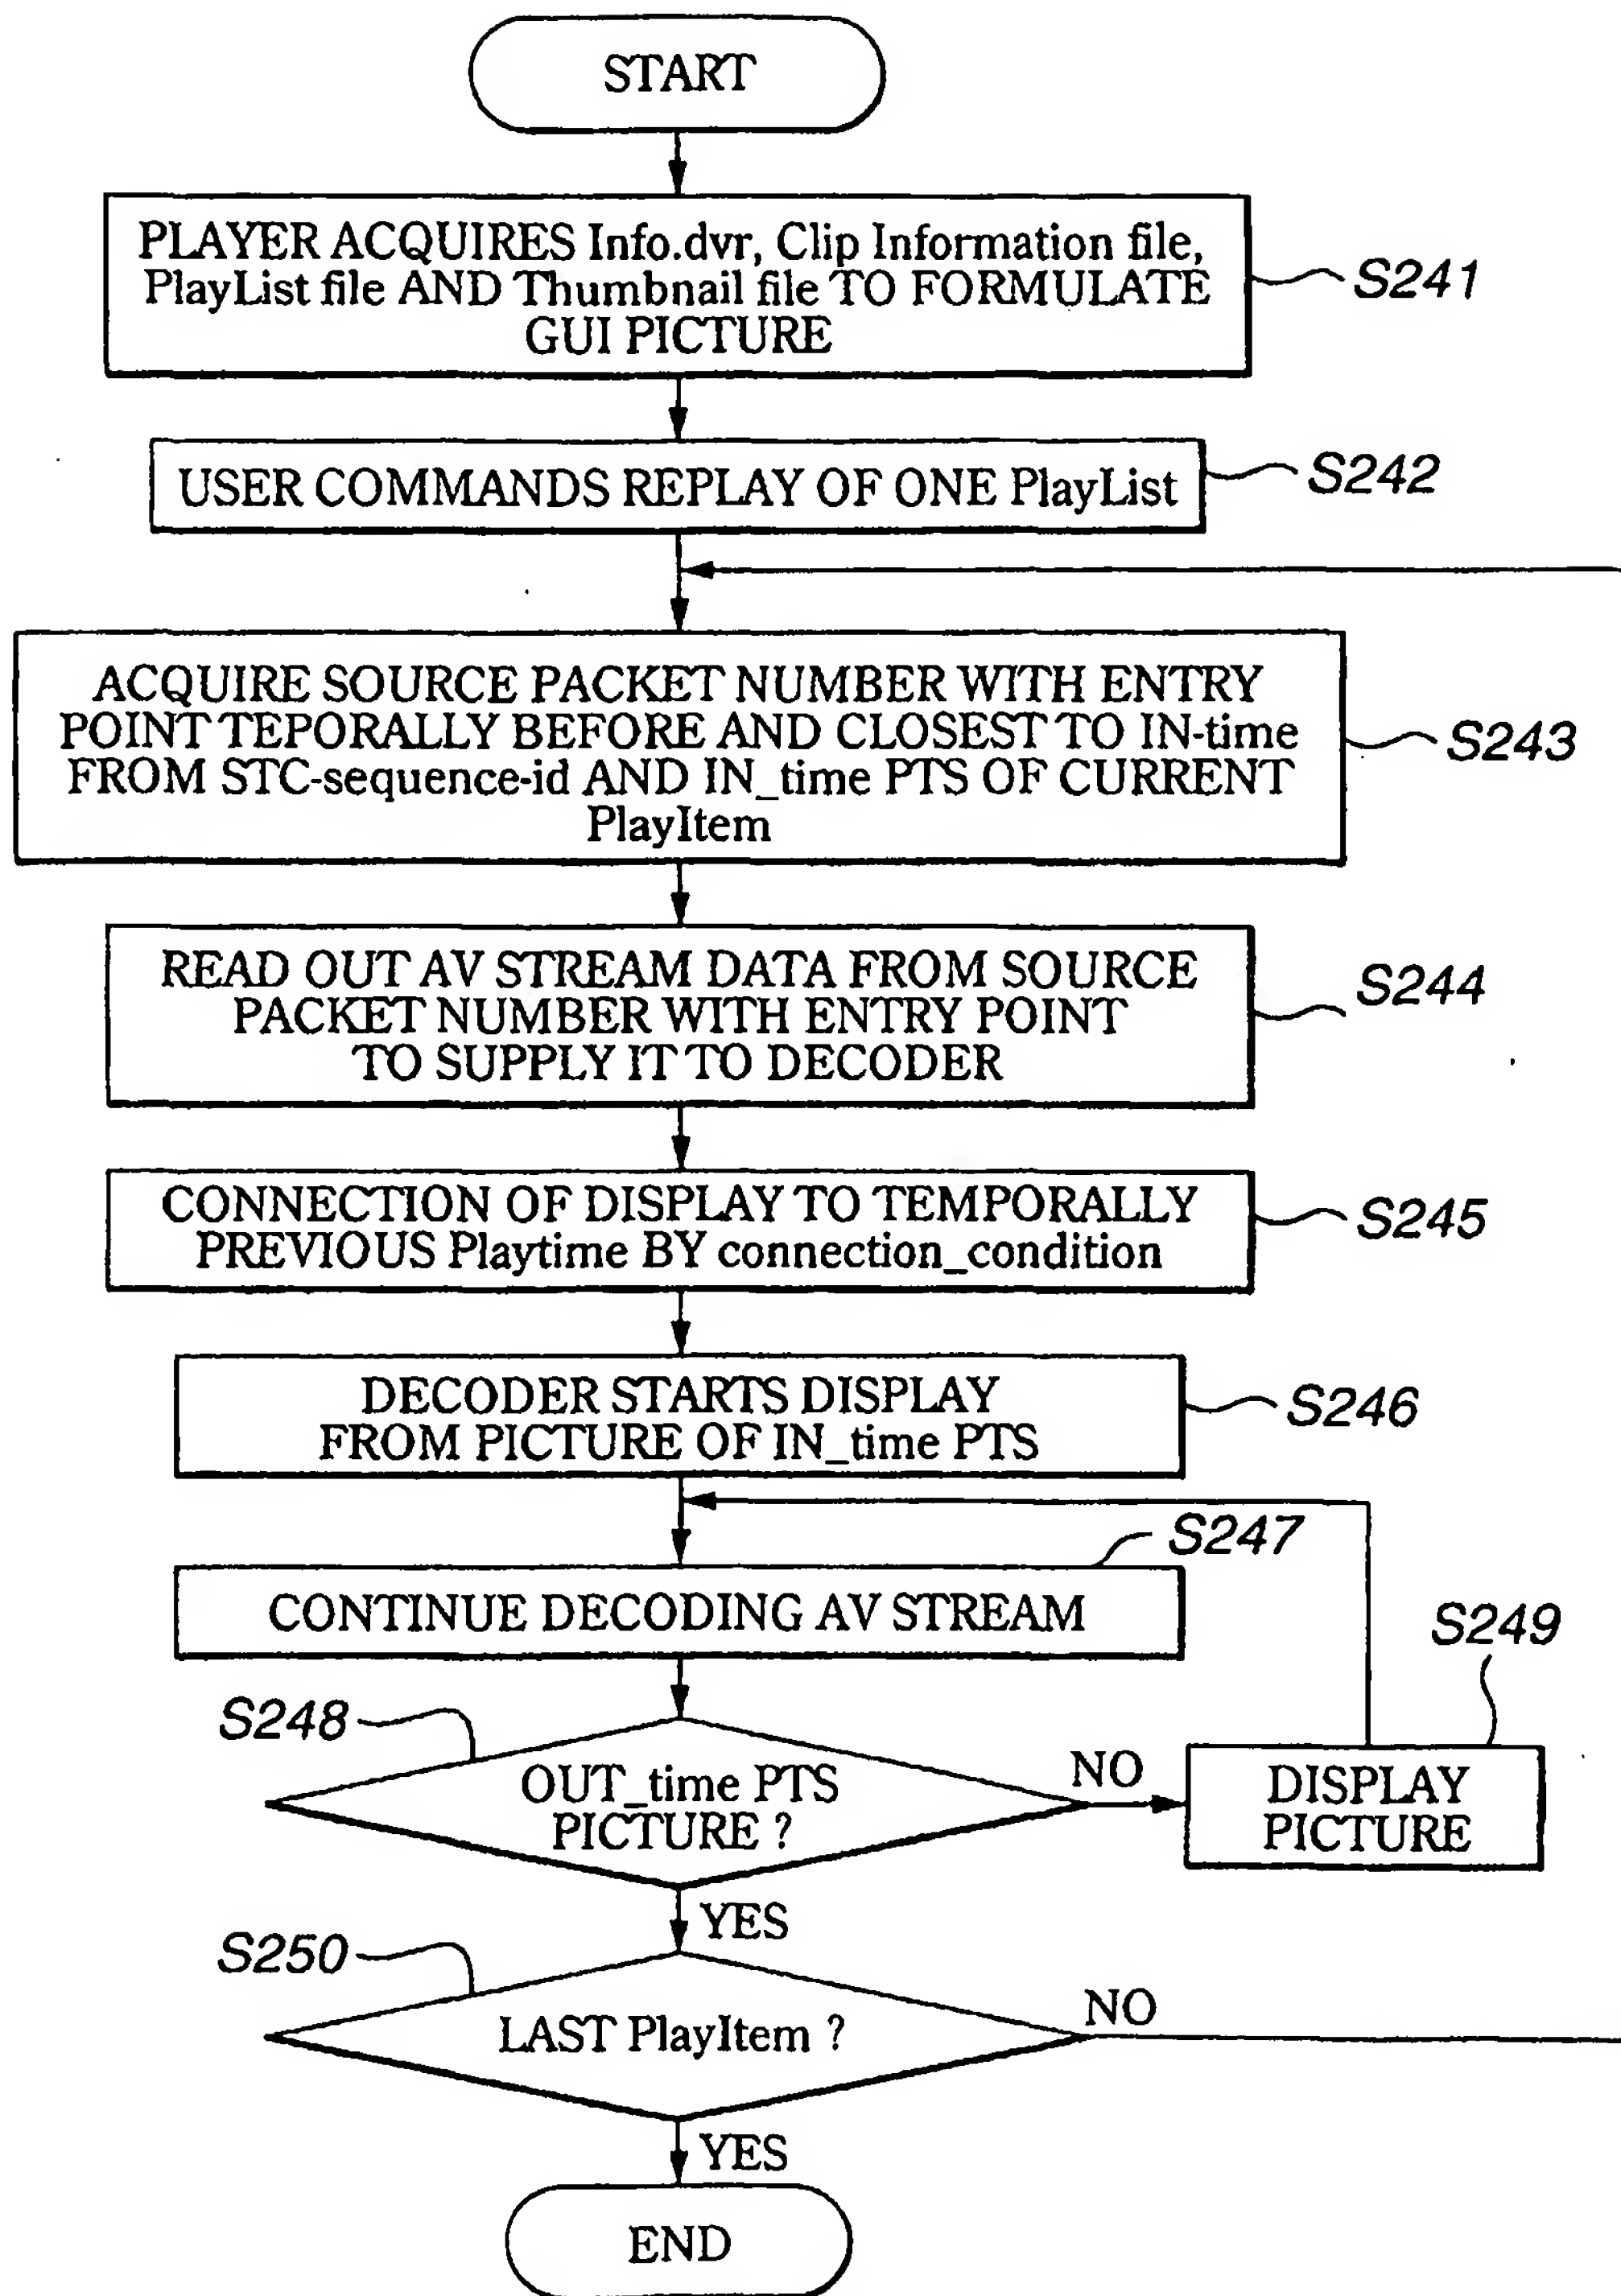 START
PLAYER ACQUIRES Info.dvr, Clip Information file,
PlayList file AND Thumbnail file TO FORMULATE
GUI PICTURE
S241
USER COMMANDS REPLAY OF ONE PlayList
S242
ACQUIRE SOURCE PACKET NUMBER WITH ENTRY
POINT TEPORALLY BEFORE AND CLOSEST TO IN-time
FROM STC-sequence-id AND IN_time PTS OF CURRENT
PlayItem
S243
READ OUT AV STREAM DATA FROM SOURCE
PACKET NUMBER WITH ENTRY POINT
TO SUPPLY IT TO DECODER
S244
CONNECTION OF DISPLAY TO TEMPORALLY
PREVIOUS Playtime BY connection_condition
S245
DECODER STARTS DISPLAY
FROM PICTURE OF IN_time PTS
S246
S247
CONTINUE DECODING AV STREAM
S249
S248
OUT_time PTS
PICTURE ?
NO
DISPLAY
PICTURE
YES
S250
LAST PlayItem ?
NO
YES
END